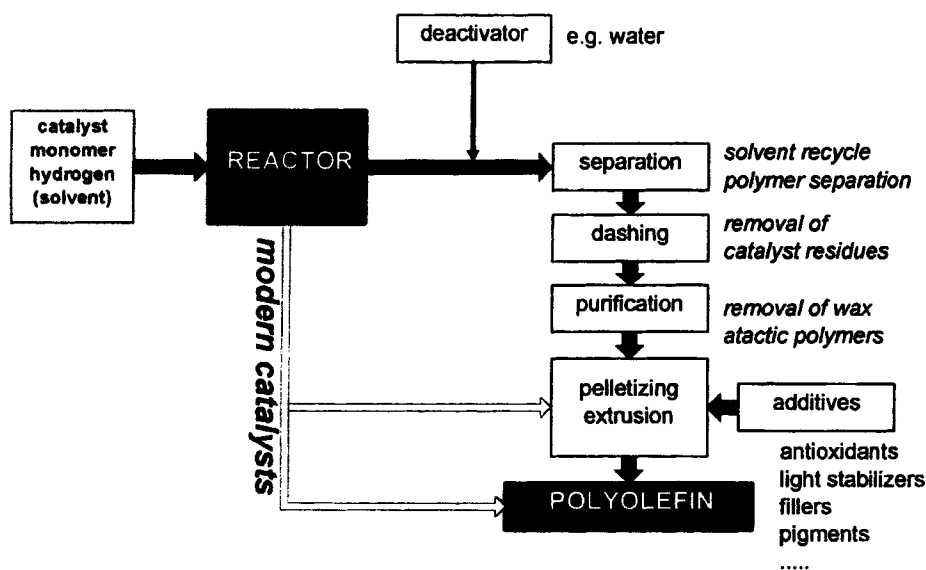 deactivator
e.g. water
catalyst
monomer
hydrogen
(solvent)
REACTOR
separation
solvent recycle
polymer separation
dashing
removal of
catalyst residues
purification
removal of wax
atactic polymers
modern catalysts
pelletizing
extrusion
additives
antioxidants
light stabilizers
fillers
pigments
.....
POLYOLEFIN